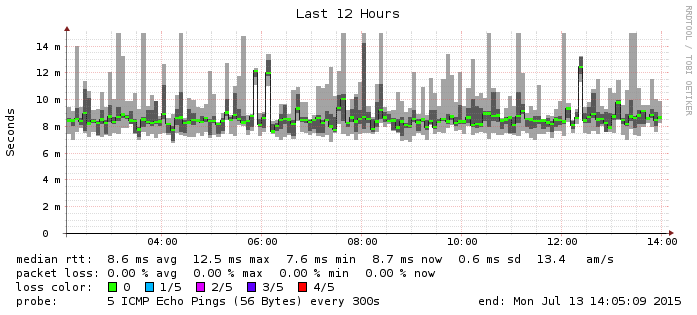 Last 12 Hours
RRDTOOL / TOBI OETIKER
Seconds
14 m
12 m
10 m
8 m
6 m
4 m
2 m
0
04:00 06:00 08:00 10:00 12:00 14:00
median rtt: 8.6 ms avg 12.5 ms max 7.6 ms min 8.7 ms now 0.6 ms sd 13.4 am/s
packet loss: 0.00 % avg 0.00 % max 0.00 % min 0.00 % now
loss color: 0 1/5 2/5 3/5 4/5
probe: 5 ICMP Echo Pings (56 Bytes) every 300s end: Mon Jul 13 14:05:09 2015